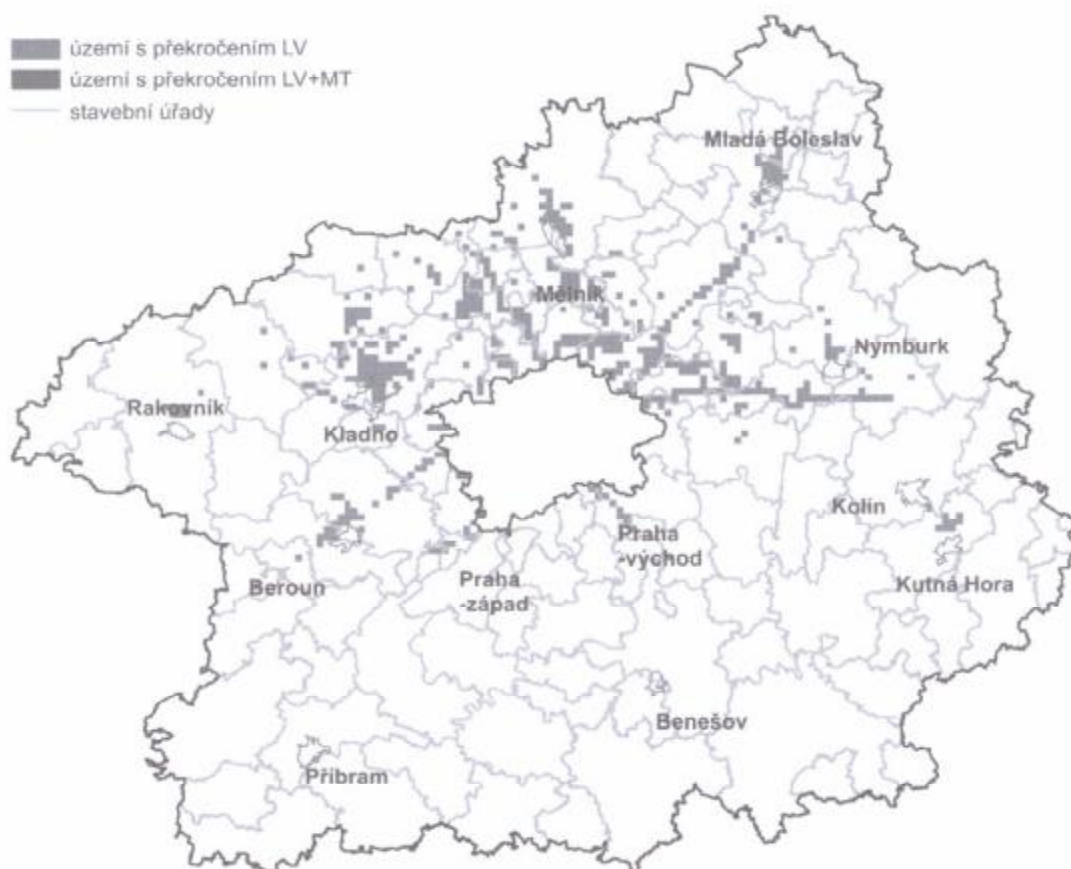 území s překročením LV
území s překročením LV+MT
stavební úřady
Mladá Boleslav
Mělník
Nymburk
Rakovník
Kladno
Kolín
Praha
-východ
Beroun
Praha
-západ
Kutná Hora
Benešov
Příbram